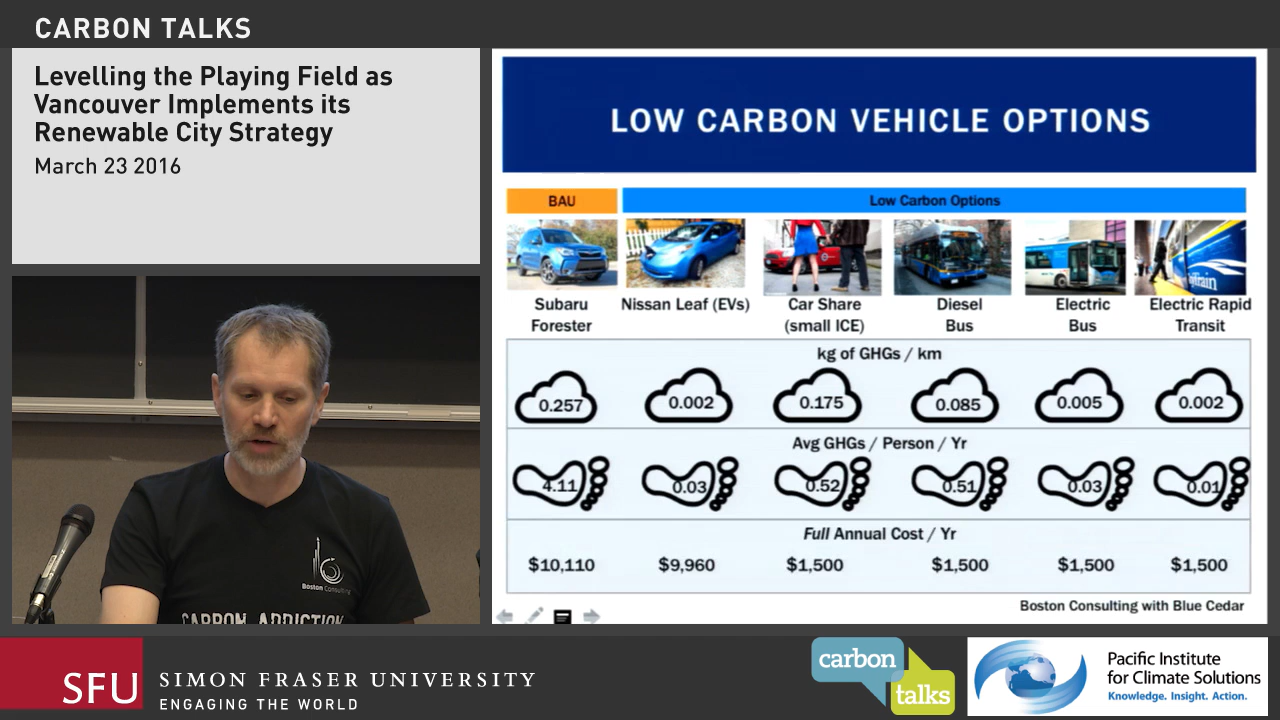 CARBON TALKS
Levelling the Playing Field as
Vancouver Implements its
Renewable City Strategy
March 23 2016
LOW CARBON VEHICLE OPTIONS
BAU
Low Carbon Options
Subaru
Forester
Nissan Leaf (EVs)
Car Share
(small ICE)
Diesel
Bus
Electric
Bus
Electric Rapid
Transit
kg of GHGs / km
0.257 0.002 0.175 0.085 0.005 0.002
Avg GHGs / Person / Yr
4.11 0.03 0.52 0.51 0.03 0.01
Full Annual Cost / Yr
$10,110 $9,960 $1,500 $1,500 $1,500 $1,500
Boston Consulting with Blue Cedar
Boston Consulting
CARBON ADDICTION
SFU
SIMON FRASER UNIVERSITY
ENGAGING THE WORLD
carbon
talks
Pacific Institute
for Climate Solutions
Knowledge. Insight. Action.